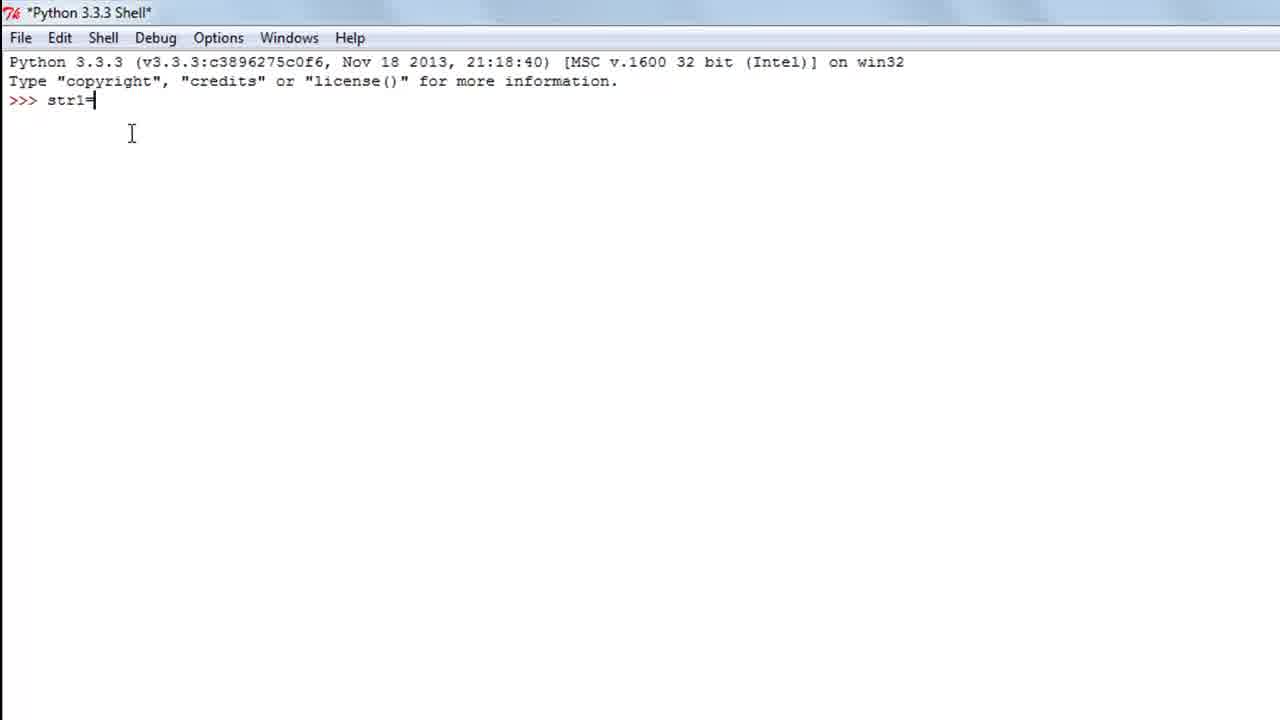 *Python 3.3.3 Shell*
File Edit Shell Debug Options Windows Help
Python 3.3.3 (v3.3.3:c3896275c0f6, Nov 18 2013, 21:18:40) [MSC v.1600 32 bit (Intel)] on win32
Type "copyright", "credits" or "license()" for more information.
>>> str1=